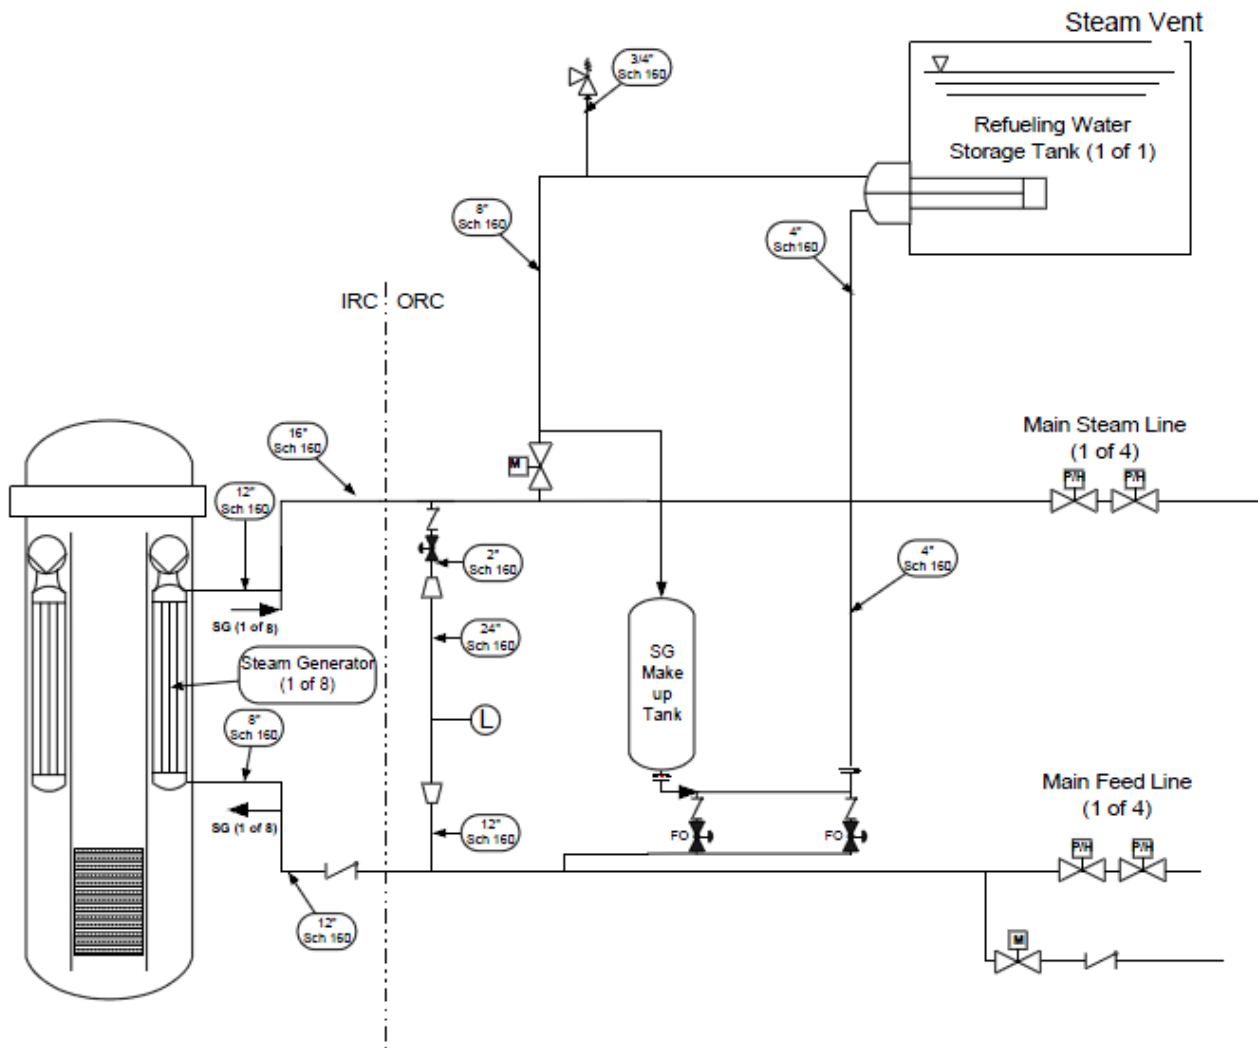 Steam Vent
3/4"
Sch 160
Refueling Water
Storage Tank (1 of 1)
8"
Sch 160
4"
Sch160
IRC
ORC
16"
Sch 160
Main Steam Line
(1 of 4)
M
P/H
P/H
12"
Sch 160
2"
Sch 160
4"
Sch 160
SG (1 of 8)
24"
Sch 160
Steam Generator
(1 of 8)
SG
Make
up
Tank
L
8"
Sch 160
Main Feed Line
(1 of 4)
SG (1 of 8)
12"
Sch 160
FO
FO
P/H
P/H
12"
Sch 160
M